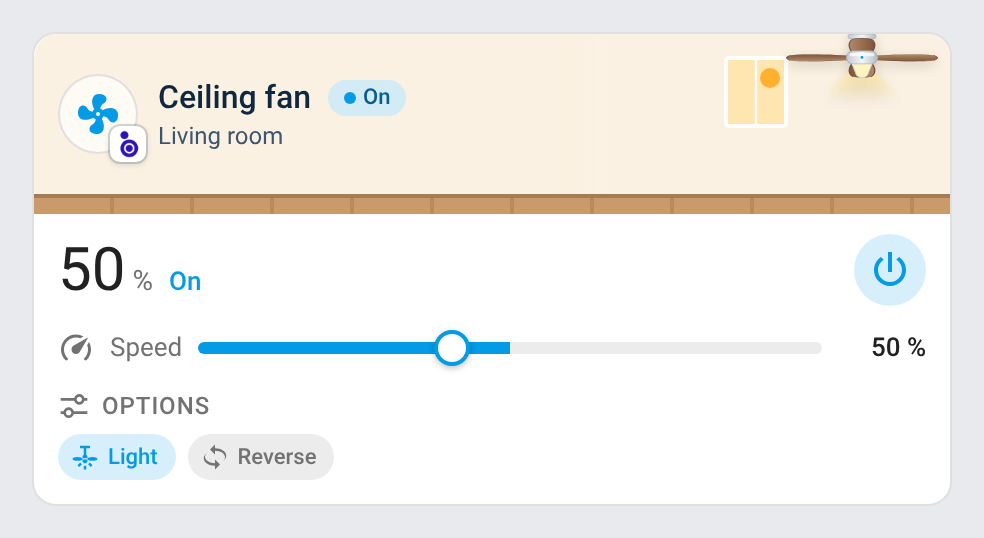 Ceiling fan
On
Living room
50 % On
Speed
50 %
OPTIONS
Light
Reverse